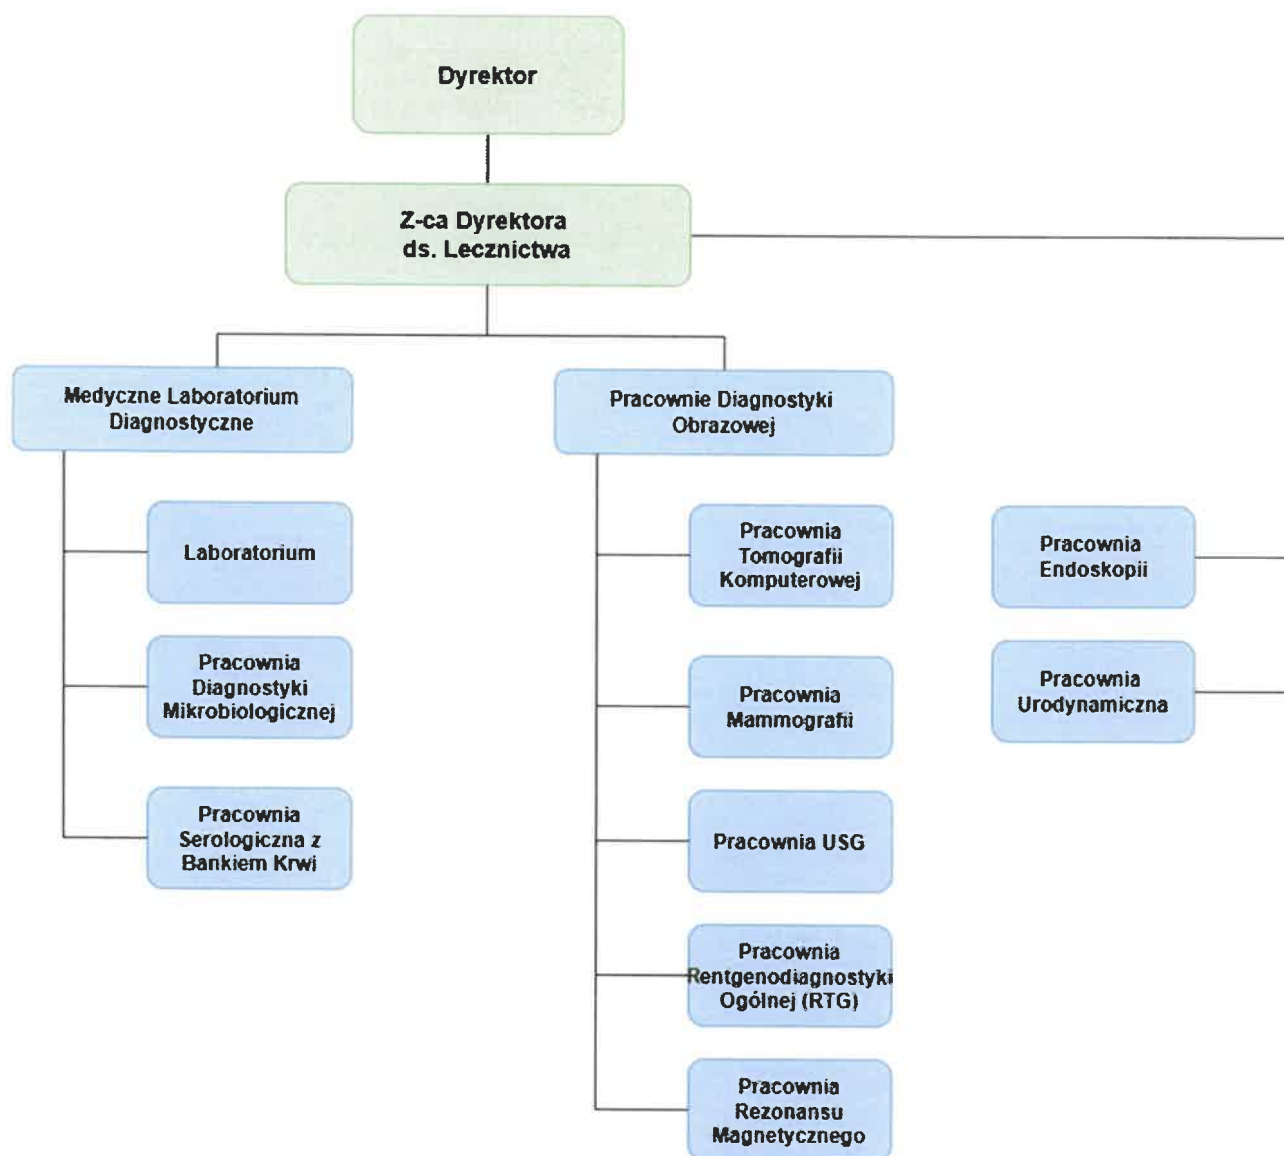 Dyrektor
Z-ca Dyrektora
ds. Lecznictwa
Medyczne Laboratorium
Diagnostyczne
Pracownie Diagnostyki
Obrazowej
Laboratorium
Pracownia
Diagnostyki
Mikrobiologicznej
Pracownia
Serologiczna z
Bankiem Krwi
Pracownia
Tomografii
Komputerowej
Pracownia
Mammografii
Pracownia USG
Pracownia
Rentgenodiagnostyki
Ogólnej (RTG)
Pracownia
Rezonansu
Magnetycznego
Pracownia
Endoskopii
Pracownia
Urodynamiczna